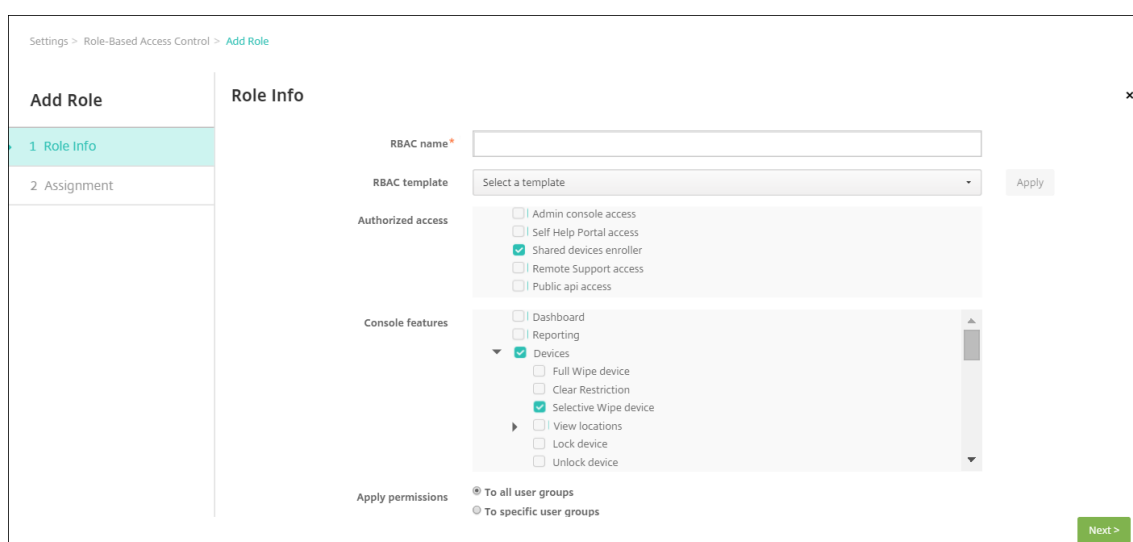 Settings > Role-Based Access Control > Add Role
Add Role
1 Role Info
2 Assignment
Role Info
×
RBAC name*
RBAC template Select a template Apply
Authorized access
Admin console access
Self Help Portal access
Shared devices enroller
Remote Support access
Public api access
Console features
Dashboard
Reporting
Devices
Full Wipe device
Clear Restriction
Selective Wipe device
View locations
Lock device
Unlock device
Apply permissions
To all user groups
To specific user groups
Next >